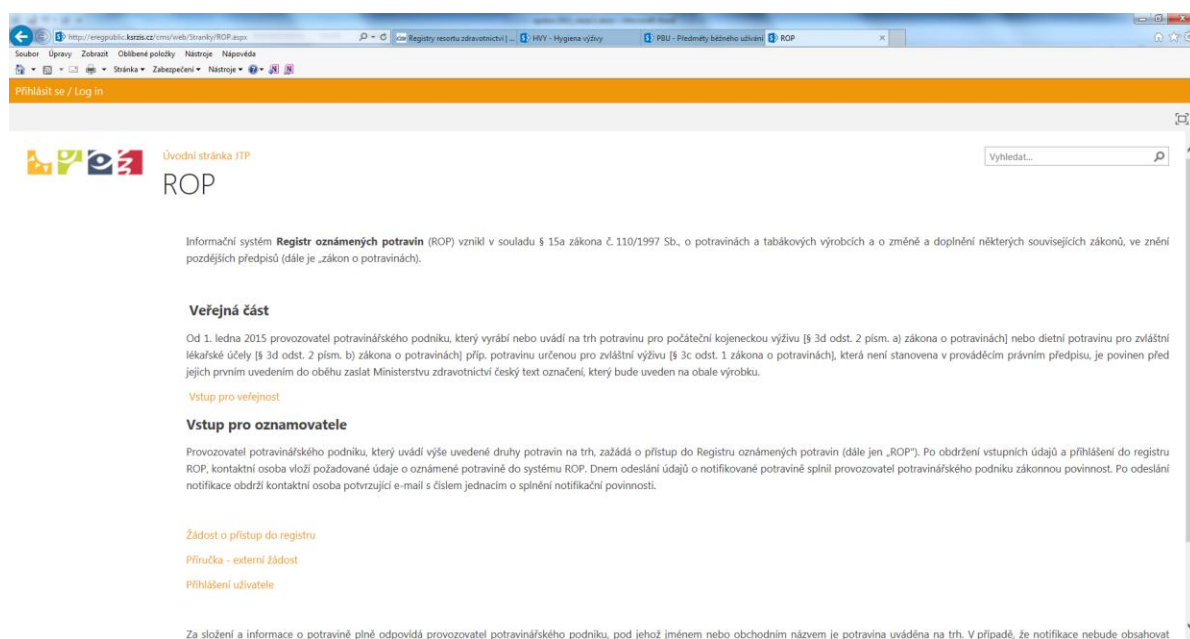 http://eregpublic.ksrzis.cz/cms/web/Stranky/ROP.aspx
Registry resortu zdravotnictví | ...
HVY - Hygiena výživy
PBU - Předměty běžného užívání
ROP
Soubor Úpravy Zobrazit Oblíbené položky Nástroje Nápověda
Stránka Zabezpečení Nástroje
Přihlásit se / Log in
Úvodní stránka JTP
Vyhledat...
ROP
Informační systém Registr oznámených potravin (ROP) vznikl v souladu § 15a zákona č. 110/1997 Sb., o potravinách a tabákových výrobcích a o změně a doplnění některých souvisejících zákonů, ve znění
pozdějších předpisů (dále je „zákon o potravinách).
Veřejná část
Od 1. ledna 2015 provozovatel potravinářského podniku, který vyrábí nebo uvádí na trh potravinu pro počáteční kojeneckou výživu [§ 3d odst. 2 písm. a) zákona o potravinách] nebo dietní potravinu pro zvláštní
lékařské účely [§ 3d odst. 2 písm. b) zákona o potravinách] příp. potravinu určenou pro zvláštní výživu [§ 3c odst. 1 zákona o potravinách], která není stanovena v prováděcím právním předpisu, je povinen před
jejich prvním uvedením do oběhu zaslat Ministerstvu zdravotnictví český text označení, který bude uveden na obale výrobku.
Vstup pro veřejnost
Vstup pro oznamovatele
Provozovatel potravinářského podniku, který uvádí výše uvedené druhy potravin na trh, zažádá o přístup do Registru oznámených potravin (dále jen „ROP“). Po obdržení vstupních údajů a přihlášení do registru
ROP, kontaktní osoba vloží požadované údaje o oznámené potravině do systému ROP. Dnem odeslání údajů o notifikované potravině splnil provozovatel potravinářského podniku zákonnou povinnost. Po odeslání
notifikace obdrží kontaktní osoba potvrzující e-mail s číslem jednacím o splnění notifikační povinnosti.
Žádost o přístup do registru
Příručka - externí žádost
Přihlášení uživatele
Za složení a informace o potravině plně odpovídá provozovatel potravinářského podniku, pod jehož jménem nebo obchodním názvem je potravina uváděna na trh. V případě, že notifikace nebude obsahovat